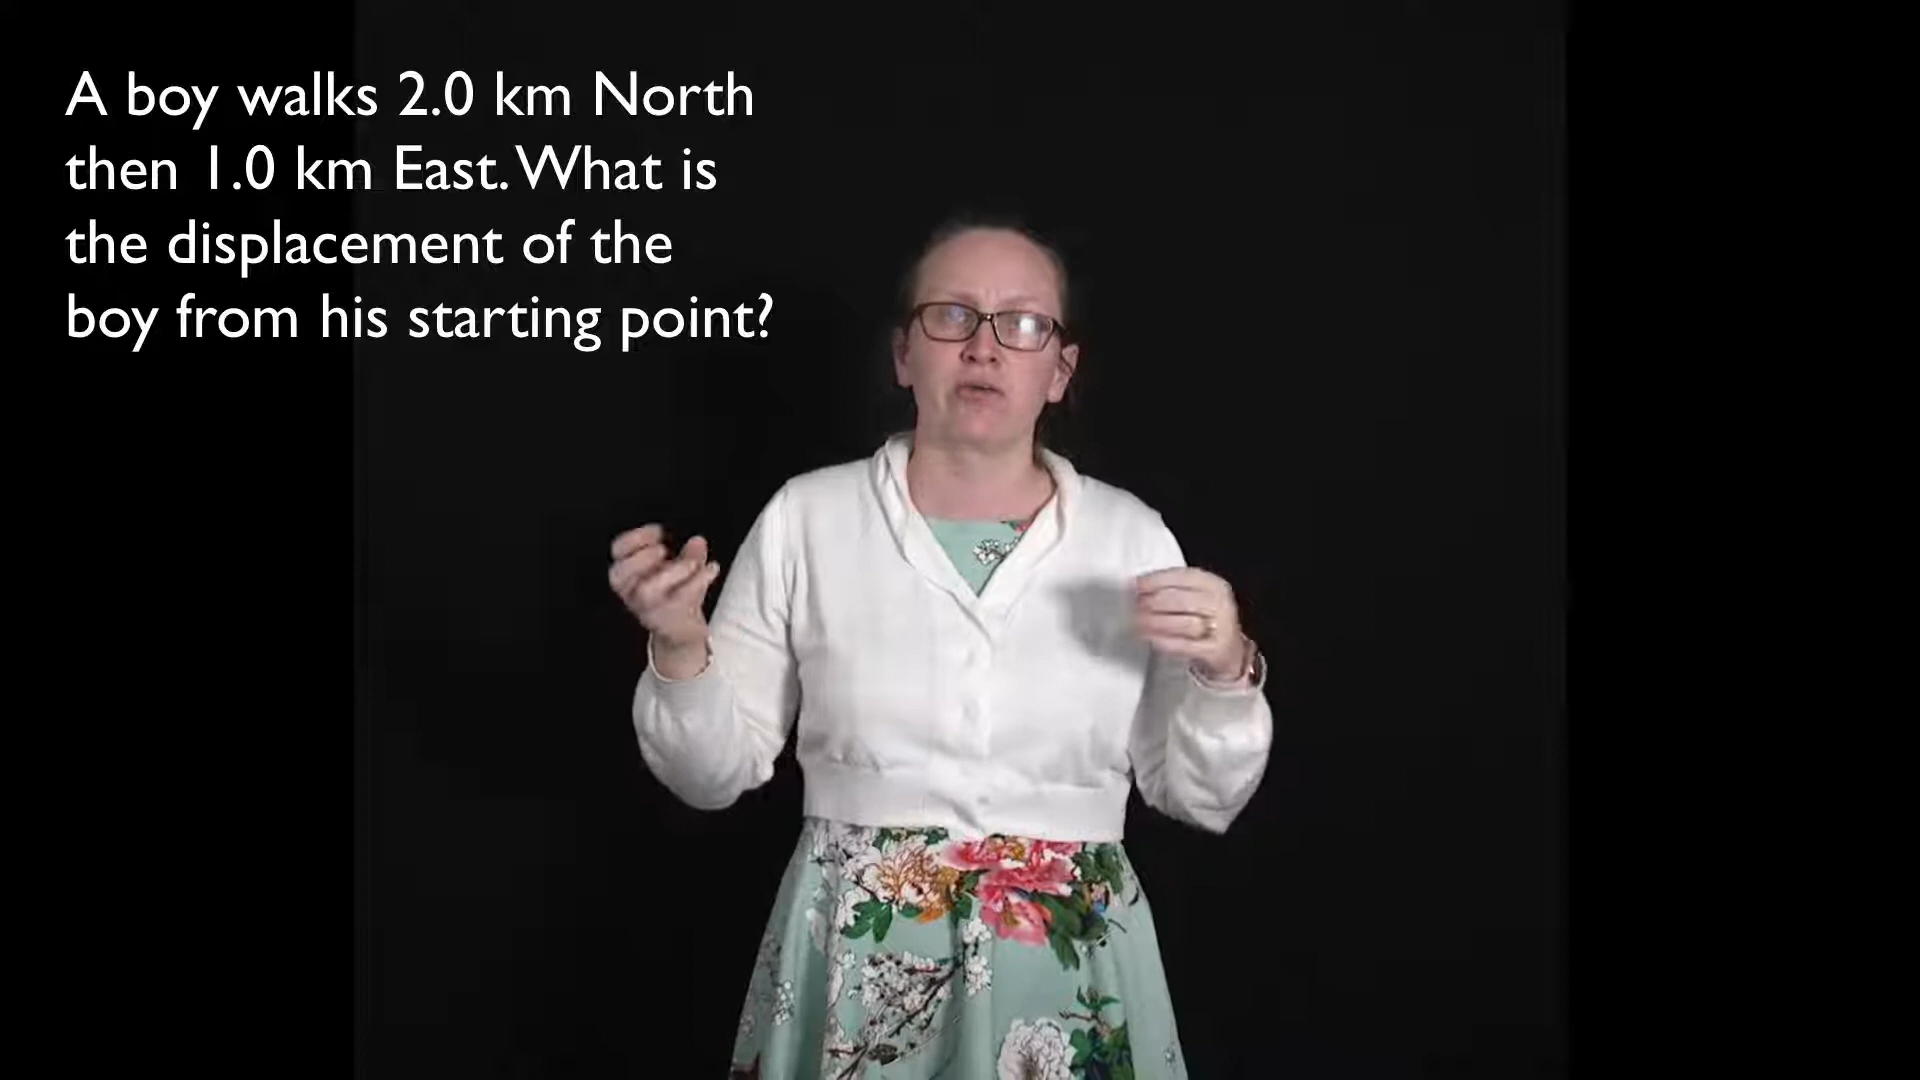 A boy walks 2.0 km North
then 1.0 km East. What is
the displacement of the
boy from his starting point?